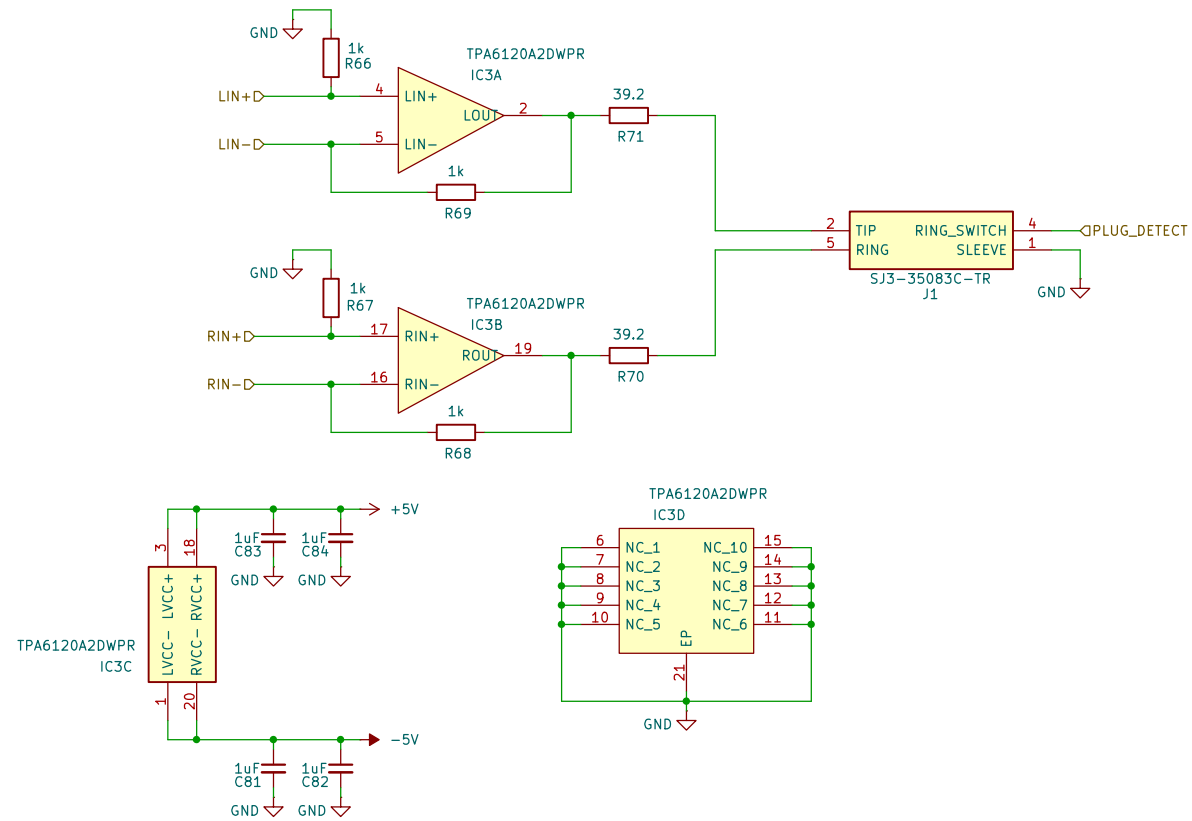 GND
1k
R66
TPA6120A2DWPR
IC3A
LIN+
4
LIN+
LOUT
2
39.2
R71
LIN-
5
LIN-
1k
R69
2
TIP
RING_SWITCH
4
PLUG_DETECT
5
RING
SLEEVE
1
SJ3-35083C-TR
J1
GND
GND
1k
R67
TPA6120A2DWPR
IC3B
RIN+
17
RIN+
ROUT
19
39.2
R70
RIN-
16
RIN-
1k
R68
+5V
3
18
1uF
C83
1uF
C84
GND
GND
LVCC+
RVCC+
LVCC-
RVCC-
TPA6120A2DWPR
IC3C
1
20
-5V
1uF
C81
1uF
C82
GND
GND
TPA6120A2DWPR
IC3D
6
NC_1
NC_10
15
7
NC_2
NC_9
14
8
NC_3
NC_8
13
9
NC_4
NC_7
12
10
NC_5
NC_6
11
EP
21
GND